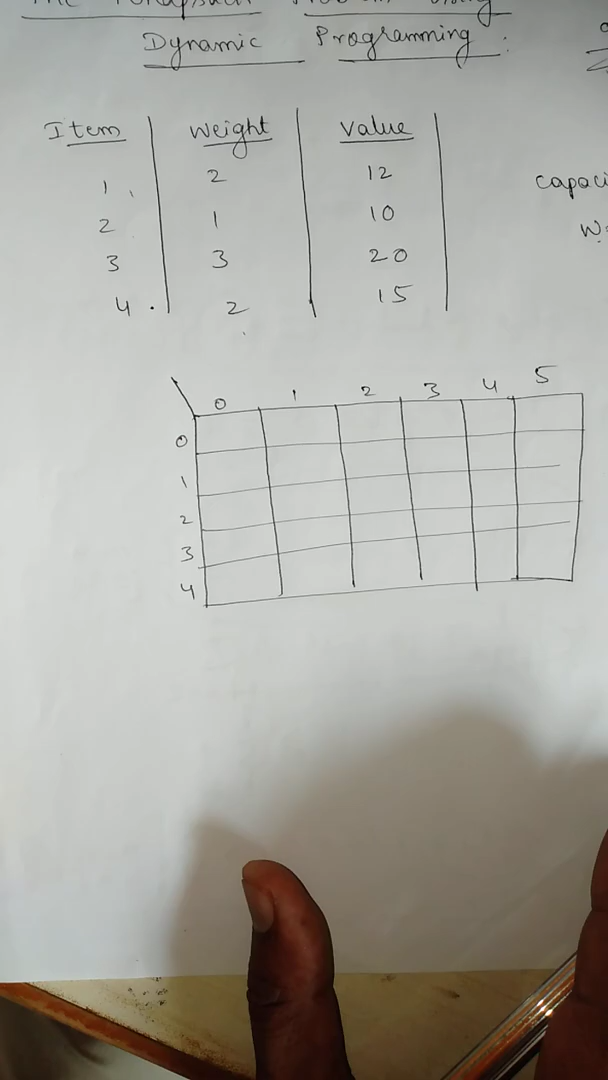 Dynamic Programming:
Item Weight Value
1 2 12
2 1 10
3 3 20
4 2 15
0 1 2 3 4 5
0
1
2
3
4